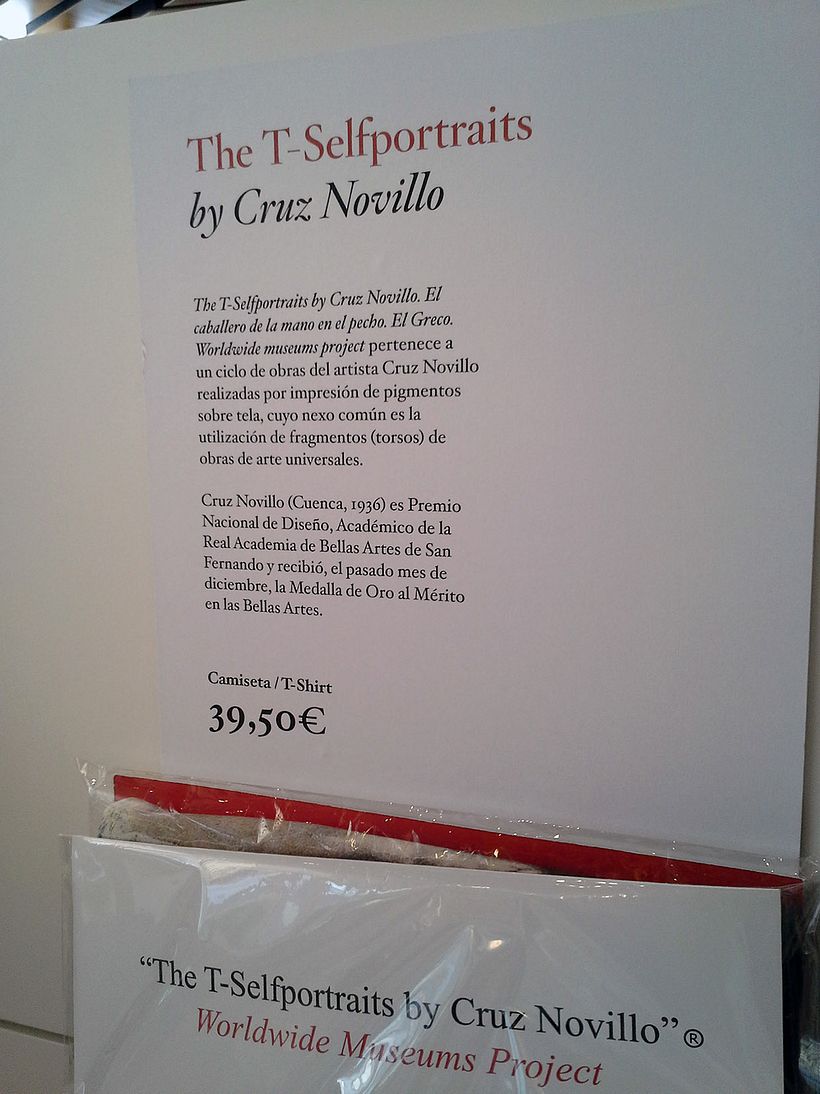 The T-Selfportraits
by Cruz Novillo
The T-Selfportraits by Cruz Novillo. El
caballero de la mano en el pecho. El Greco.
Worldwide museums project pertenece a
un ciclo de obras del artista Cruz Novillo
realizadas por impresión de pigmentos
sobre tela, cuyo nexo común es la
utilización de fragmentos (torsos) de
obras de arte universales.
Cruz Novillo (Cuenca, 1936) es Premio
Nacional de Diseño, Académico de la
Real Academia de Bellas Artes de San
Fernando y recibió, el pasado mes de
diciembre, la Medalla de Oro al Mérito
en las Bellas Artes.
Camiseta / T-Shirt
39,50€
“The T-Selfportraits by Cruz Novillo”®
Worldwide Museums Project